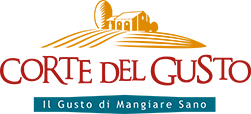 CORTE DEL GUSTO
Il Gusto di Mangiare Sano